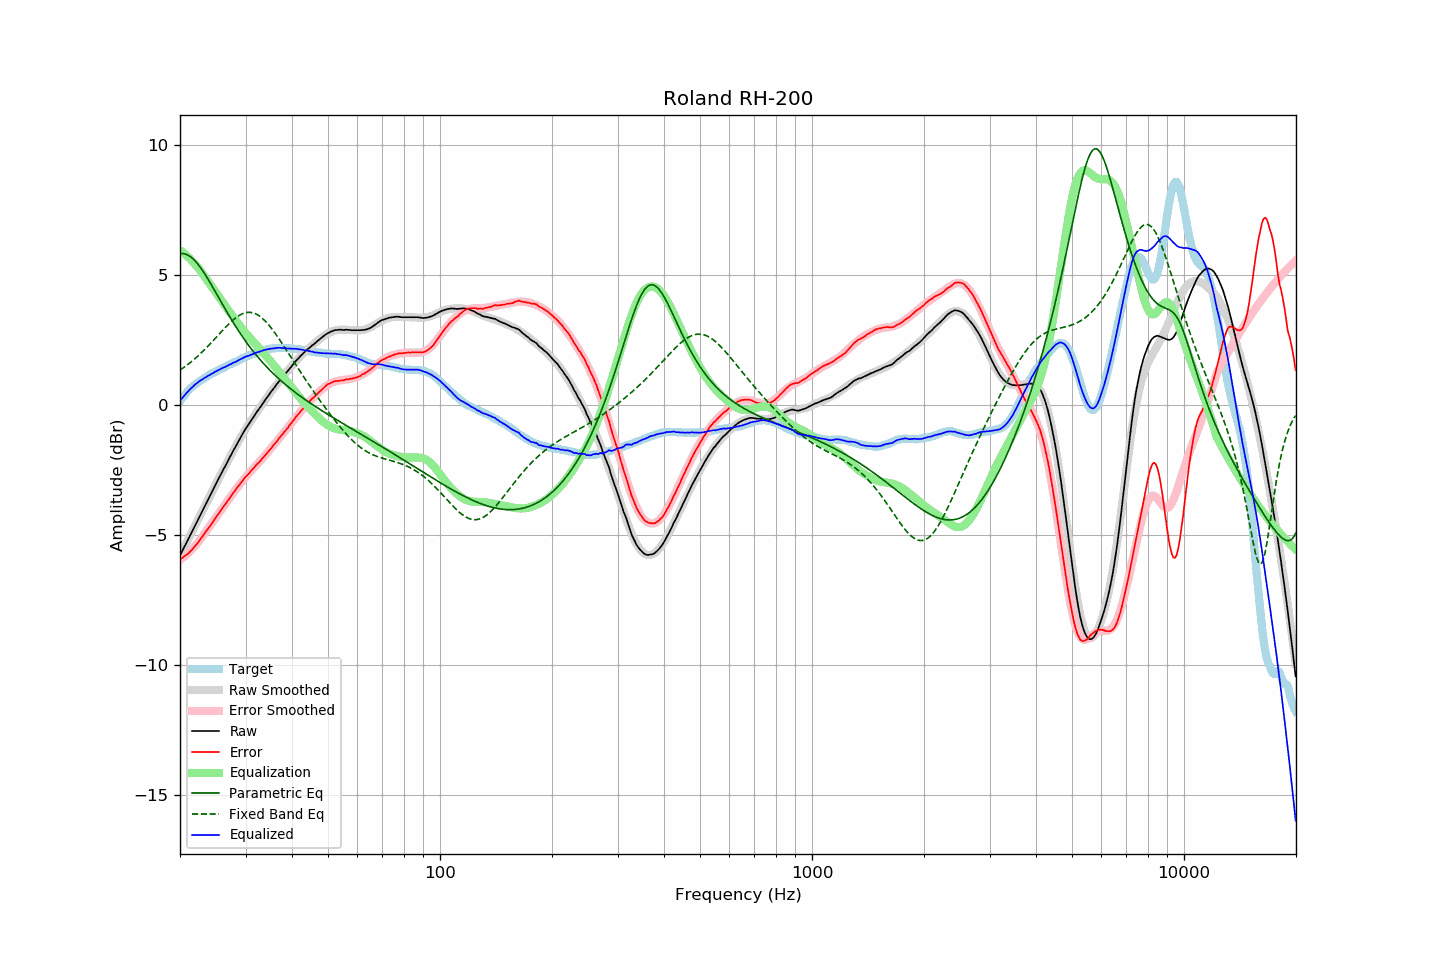 Roland RH-200
10
5
0
−5
−10
−15
Amplitude (dBr)
Target
Raw Smoothed
Error Smoothed
Raw
Error
Equalization
Parametric Eq
Fixed Band Eq
Equalized
100
1000
10000
Frequency (Hz)